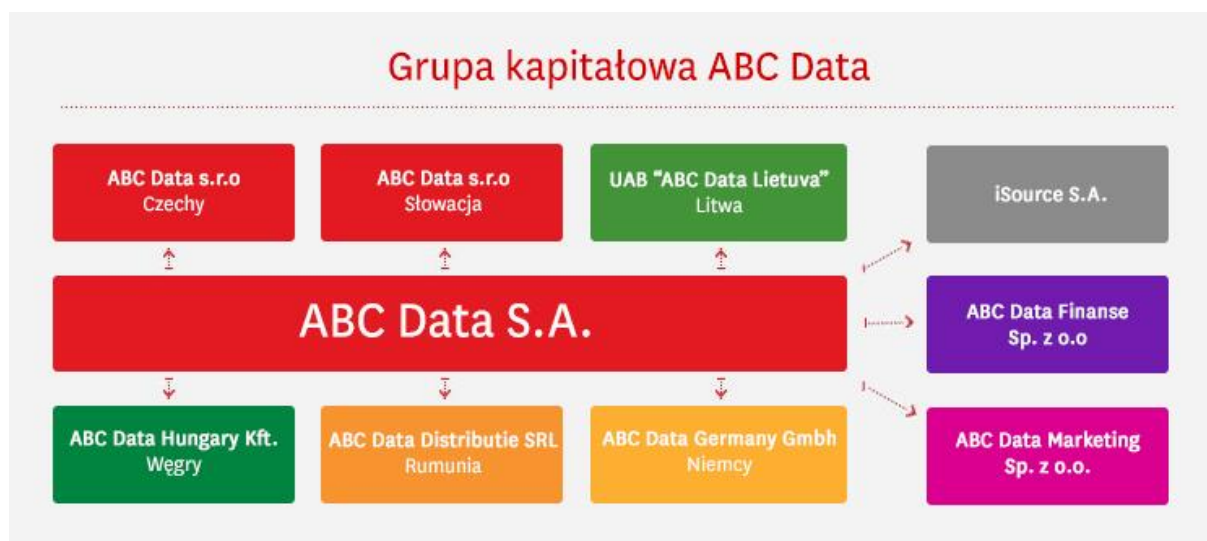 Grupa kapitałowa ABC Data
ABC Data s.r.o
Czechy
ABC Data s.r.o
Słowacja
UAB "ABC Data Lietuva"
Litwa
iSource S.A.
ABC Data S.A.
ABC Data Finanse
Sp. z o.o
ABC Data Hungary Kft.
Węgry
ABC Data Distributie SRL
Rumunia
ABC Data Germany Gmbh
Niemcy
ABC Data Marketing
Sp. z o.o.